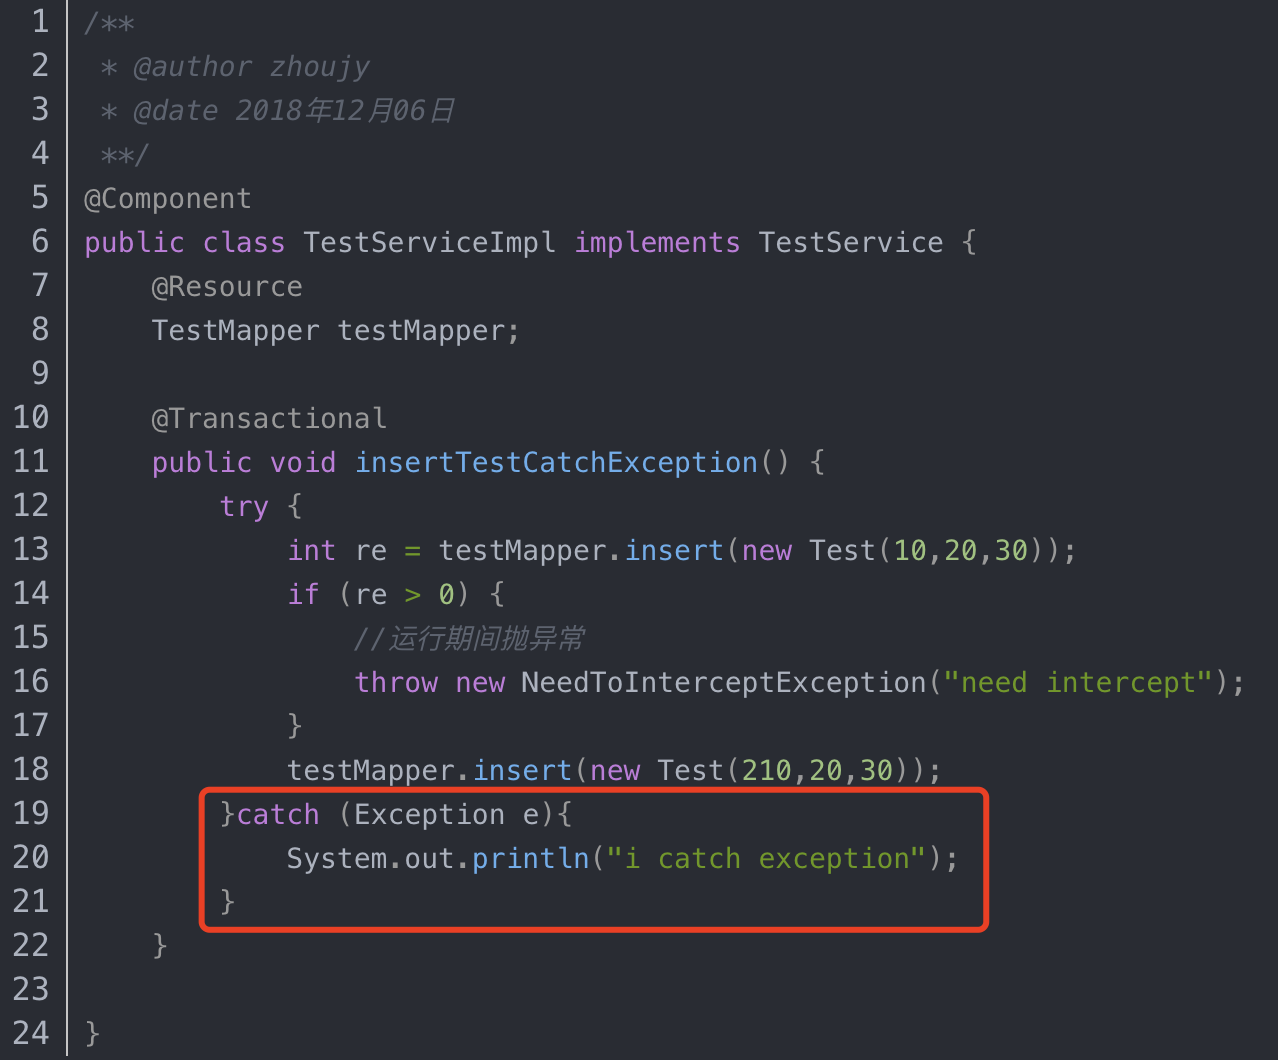 1 /**
2  * @author zhoujy
3  * @date 2018年12月06日
4  **/
5 @Component
6 public class TestServiceImpl implements TestService {
7     @Resource
8     TestMapper testMapper;
9
10     @Transactional
11     public void insertTestCatchException() {
12         try {
13             int re = testMapper.insert(new Test(10,20,30));
14             if (re > 0) {
15                 //运行期间抛异常
16                 throw new NeedToInterceptException("need intercept");
17             }
18             testMapper.insert(new Test(210,20,30));
19         }catch (Exception e){
20             System.out.println("i catch exception");
21         }
22     }
23
24 }